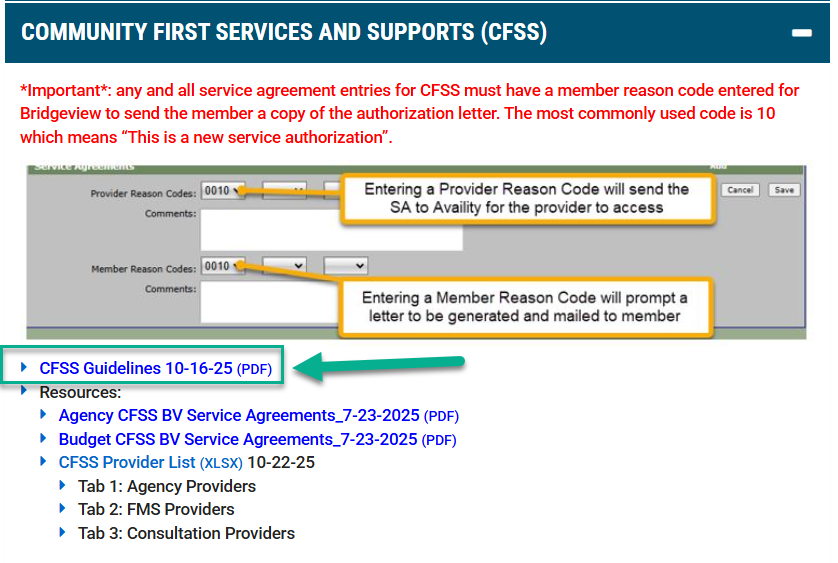 COMMUNITY FIRST SERVICES AND SUPPORTS (CFSS)
*Important*: any and all service agreement entries for CFSS must have a member reason code entered for
Bridgeview to send the member a copy of the authorization letter. The most commonly used code is 10
which means “This is a new service authorization”.
Service Agreements
Add
Provider Reason Codes: 0010
Entering a Provider Reason Code will send the
SA to Availity for the provider to access
Cancel Save
Comments:
Member Reason Codes: 0010
Comments:
Entering a Member Reason Code will prompt a
letter to be generated and mailed to member
CFSS Guidelines 10-16-25 (PDF)
Resources:
Agency CFSS BV Service Agreements_7-23-2025 (PDF)
Budget CFSS BV Service Agreements_7-23-2025 (PDF)
CFSS Provider List (XLSX) 10-22-25
Tab 1: Agency Providers
Tab 2: FMS Providers
Tab 3: Consultation Providers